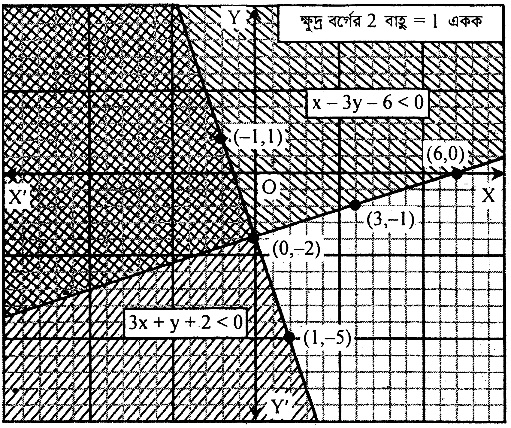 Y
ক্ষুদ্র বর্গের 2 বাহু = 1 একক
x – 3y – 6 < 0
(–1,1)
(6,0)
X'
O
X
(3,–1)
(0,–2)
3x + y + 2 < 0
(1,–5)
Y'